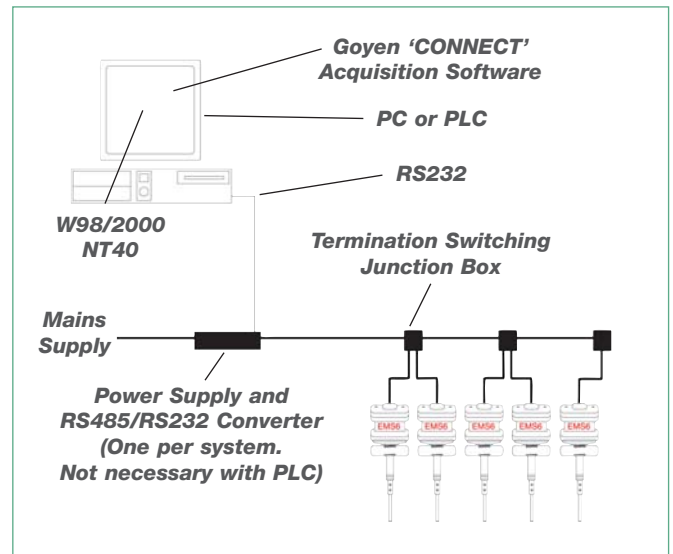 Goyen ‘CONNECT’
Acquisition Software
PC or PLC
RS232
W98/2000
NT40
Termination Switching
Junction Box
Mains
Supply
Power Supply and
RS485/RS232 Converter
(One per system.
Not necessary with PLC)
EMS6
EMS6
EMS6
EMS6
EMS6